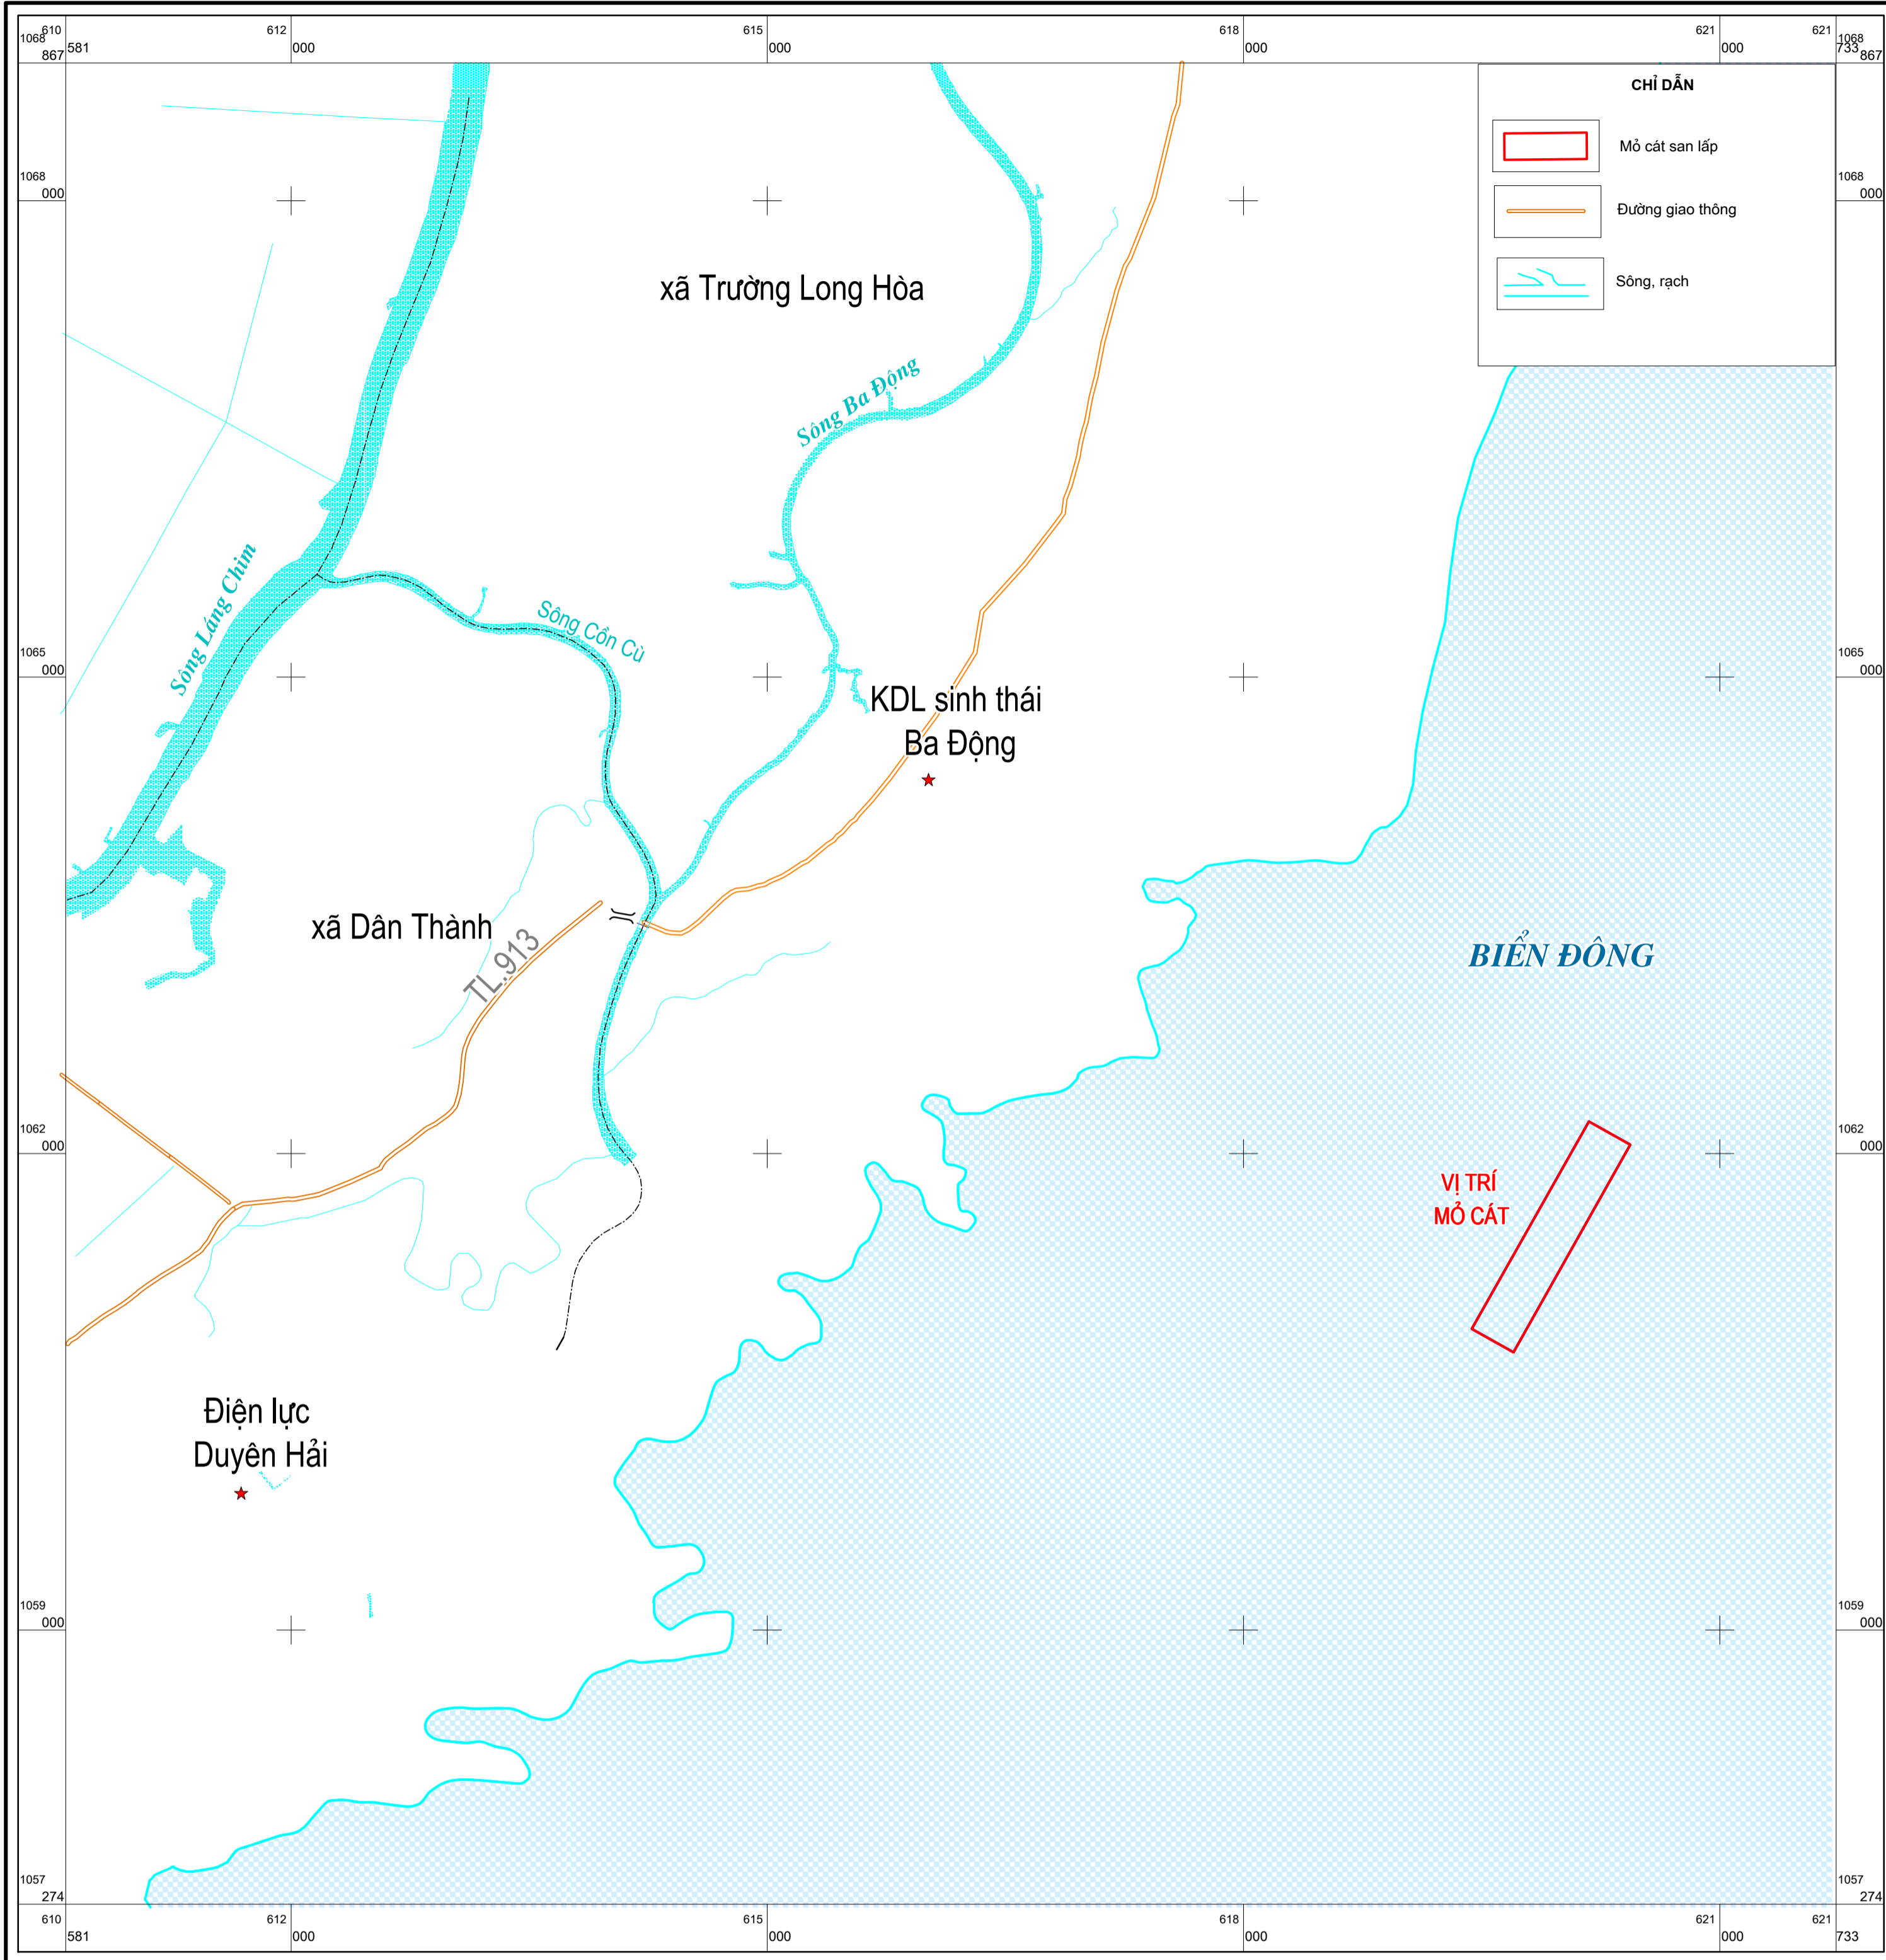 610 581
612 000
615 000
618 000
621 000
621 733
1068 867
1068 867
CHỈ DẪN
Mỏ cát san lấp
Đường giao thông
Sông, rạch
1068 000
1068 000
xã Trường Long Hòa
Sông Ba Động
Sông Láng Chim
Sông Cồn Cù
1065 000
1065 000
KDL sinh thái
Ba Động
xã Dân Thành
TL.913
BIỂN ĐÔNG
1062 000
1062 000
VỊ TRÍ
MỎ CÁT
Điện lực
Duyên Hải
1059 000
1059 000
1057 274
1057 274
610 581
612 000
615 000
618 000
621 000
621 733